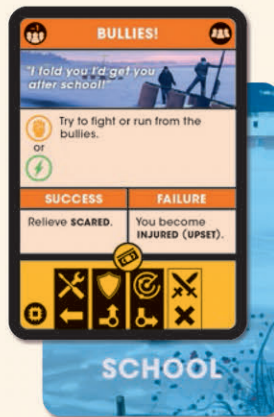 -1
BULLIES!
"I told you I'd get you
after school!"
Try to fight or run from the
bullies.
or
SUCCESS
FAILURE
Relieve SCARED.
You become
INJURED (UPSET).
SCHOOL